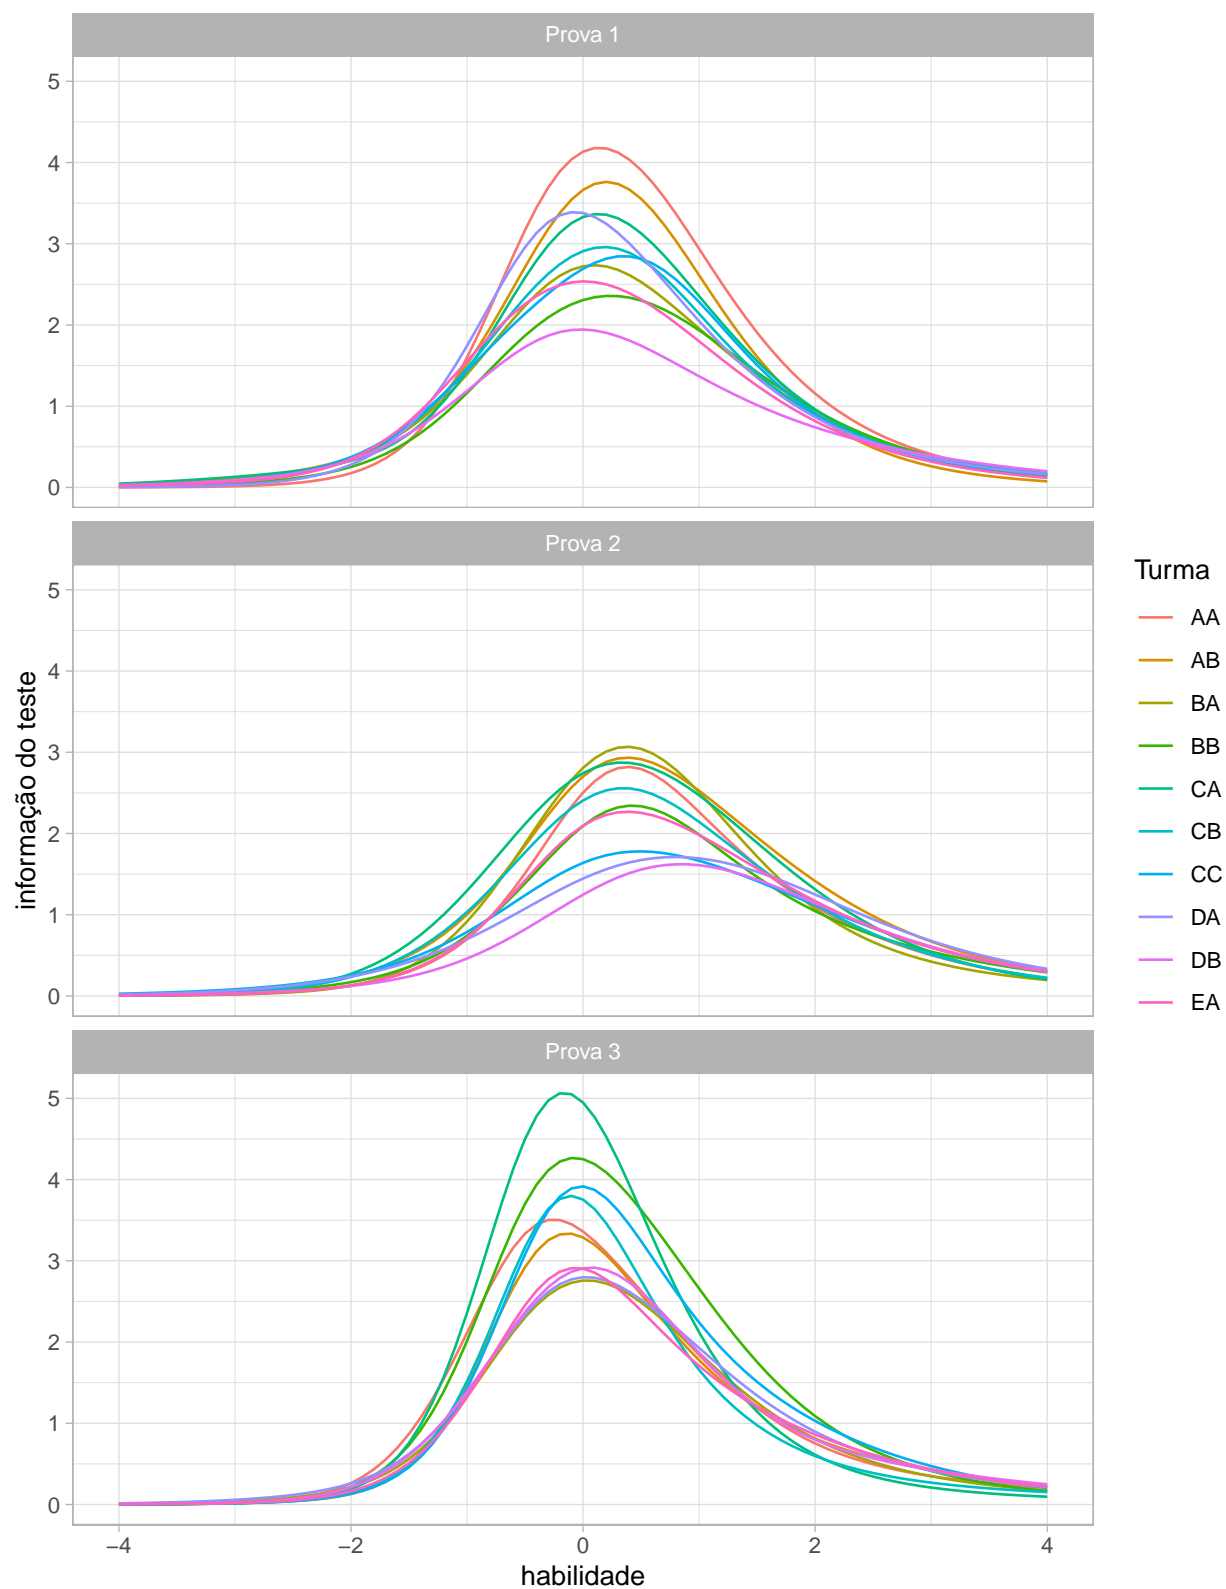 Prova 1
5
4
3
2
1
0
Prova 2
5
4
3
2
1
0
Prova 3
5
4
3
2
1
0
−4 −2 0 2 4
habilidade
informação do teste
Turma
AA
AB
BA
BB
CA
CB
CC
DA
DB
EA